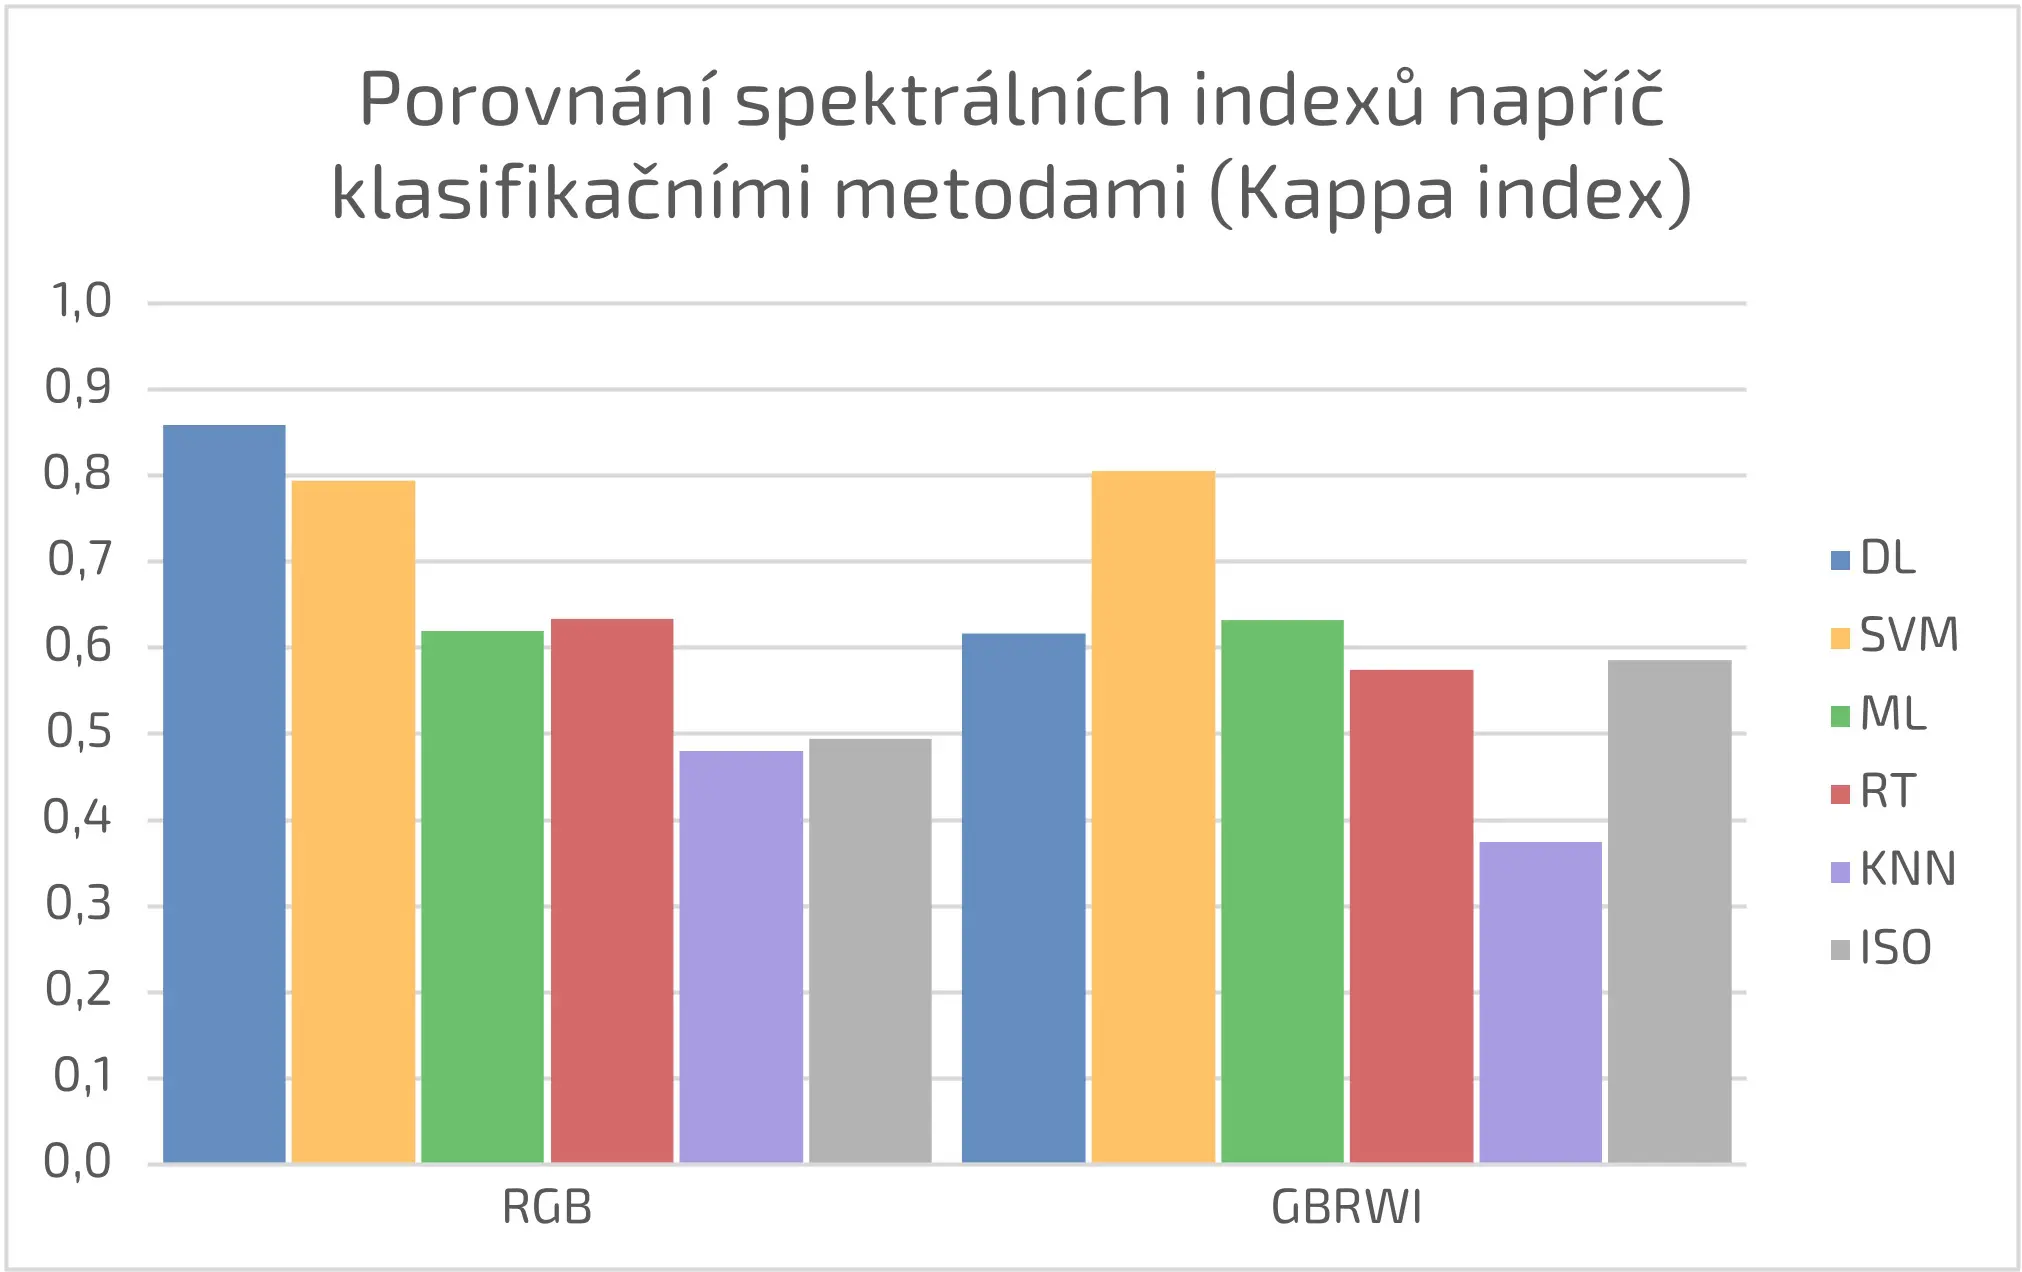 Porovnání spektrálních indexů napříč
klasifikačními metodami (Kappa index)
1,0
0,9
0,8
0,7
0,6
0,5
0,4
0,3
0,2
0,1
0,0
RGB
GBRWI
DL
SVM
ML
RT
KNN
ISO